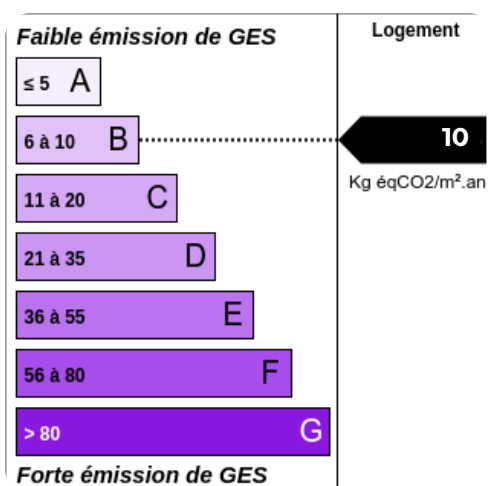 Faible émission de GES
Logement
≤ 5 A
6 à 10 B
10
Kg éqCO2/m².an
11 à 20 C
21 à 35 D
36 à 55 E
56 à 80 F
> 80 G
Forte émission de GES